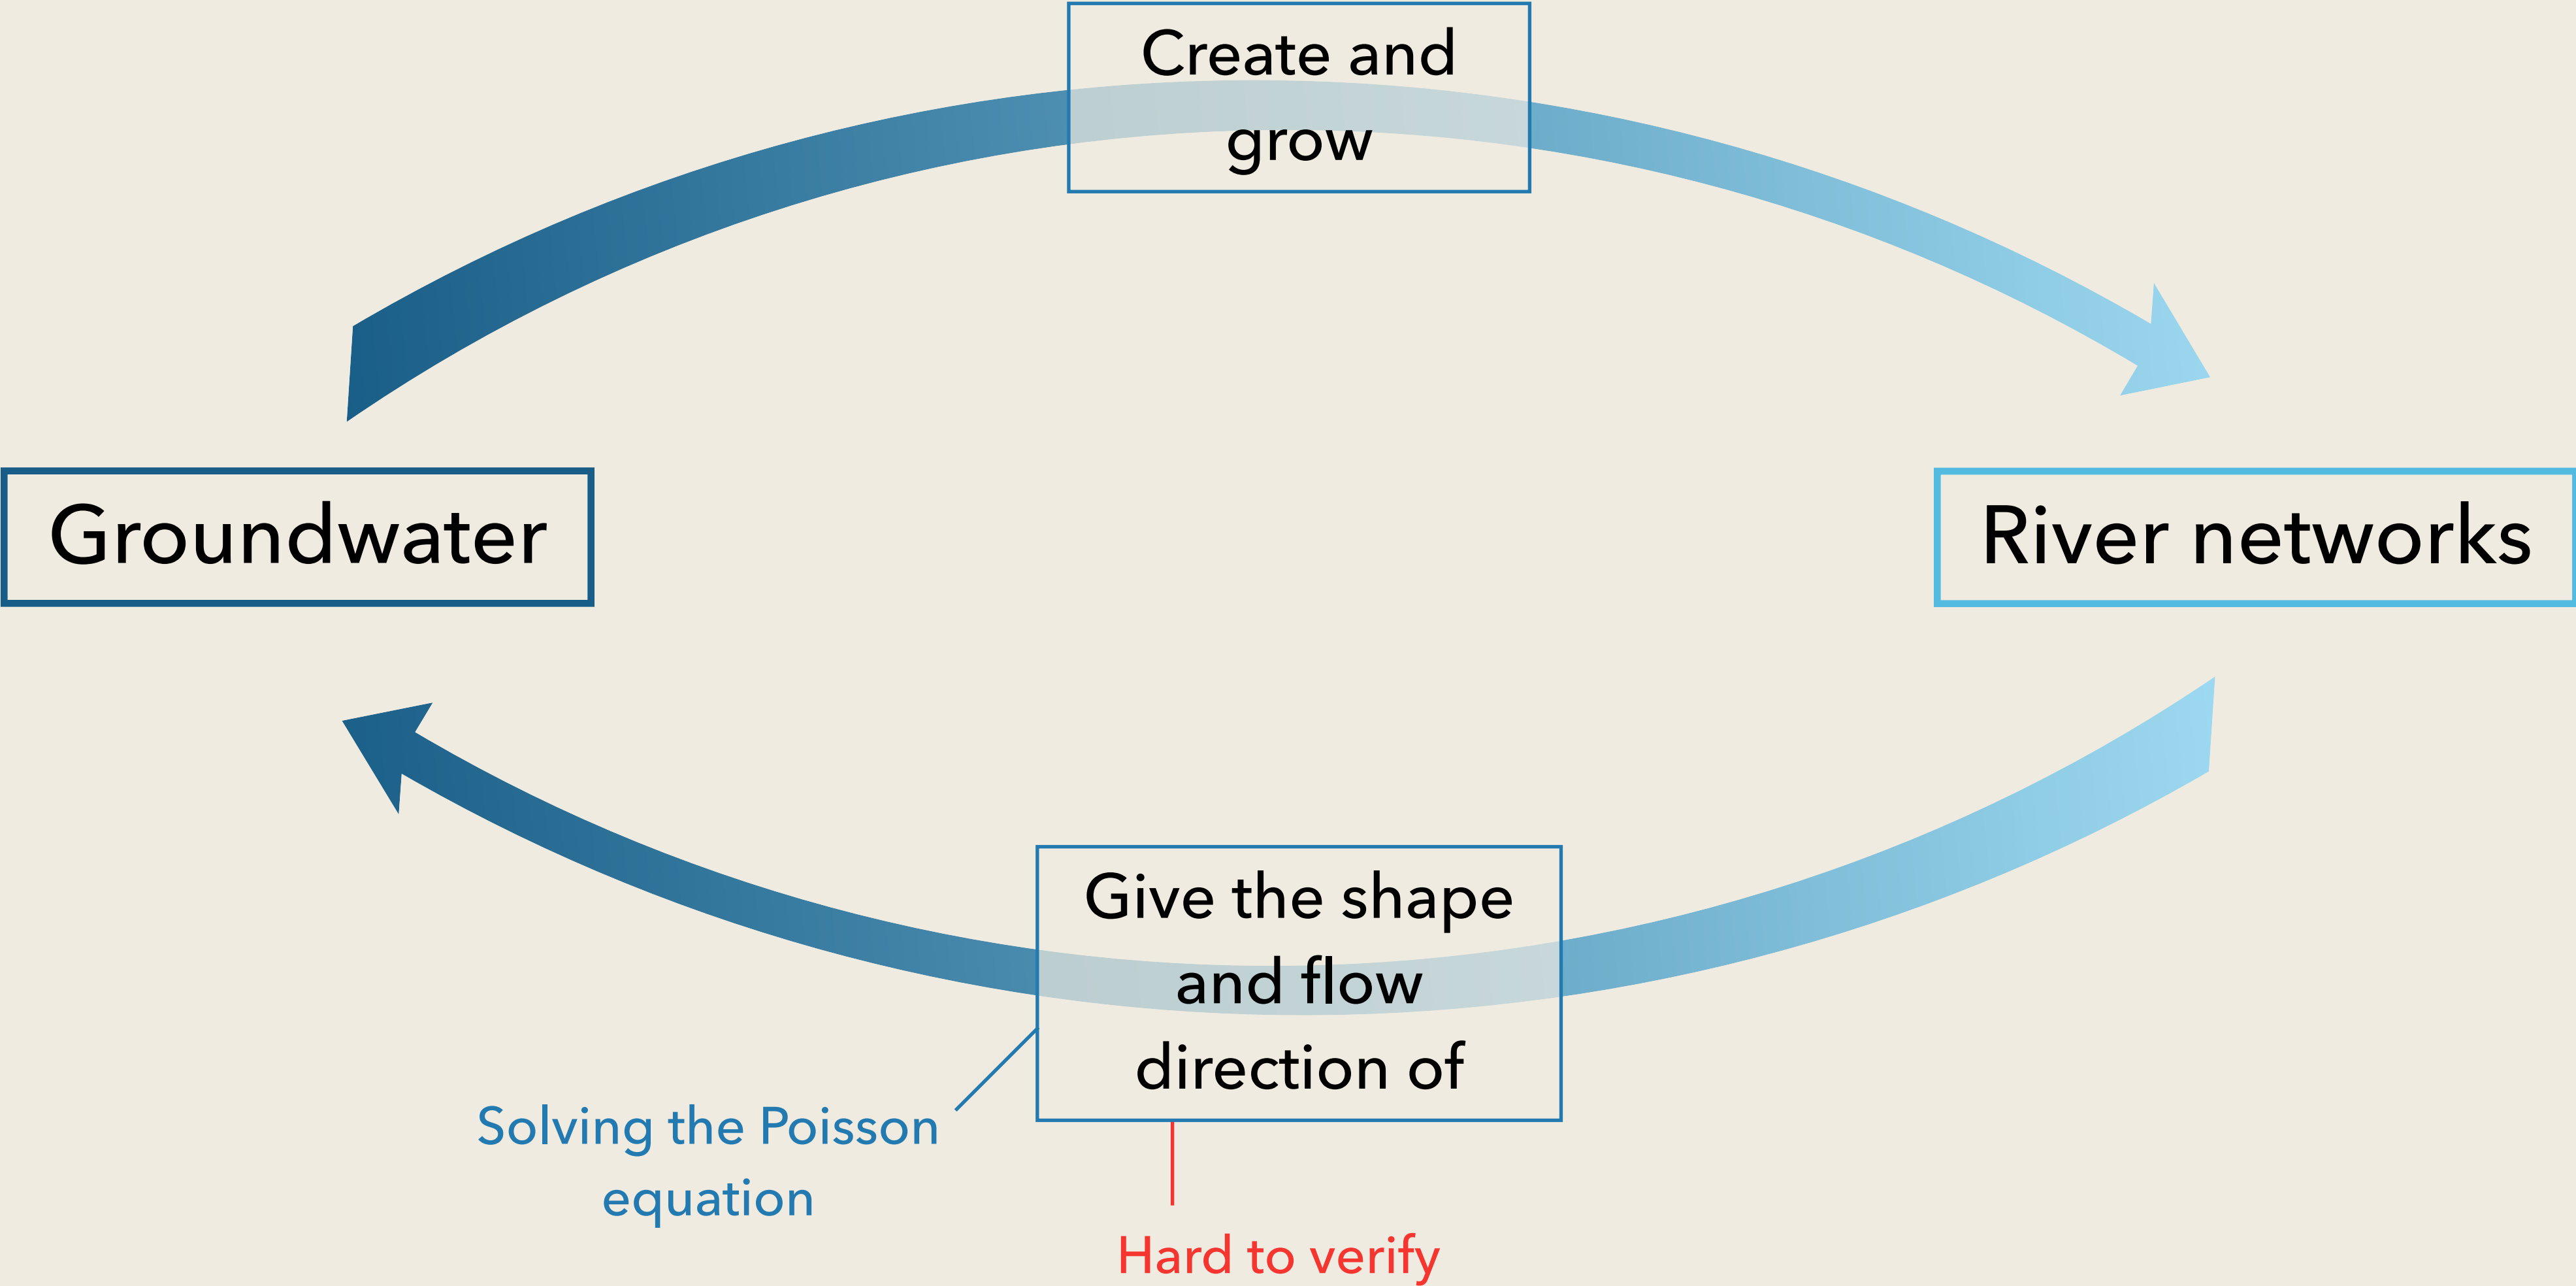 Create and
grow
Groundwater
River networks
Give the shape
and flow
direction of
Solving the Poisson
equation
Hard to verify